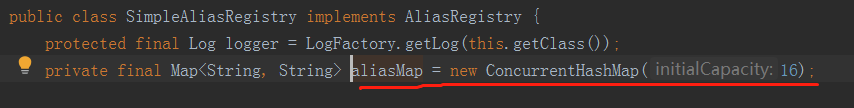 public class SimpleAliasRegistry implements AliasRegistry {
protected final Log logger = LogFactory.getLog(this.getClass());
private final Map<String, String> aliasMap = new ConcurrentHashMap( initialCapacity: 16);